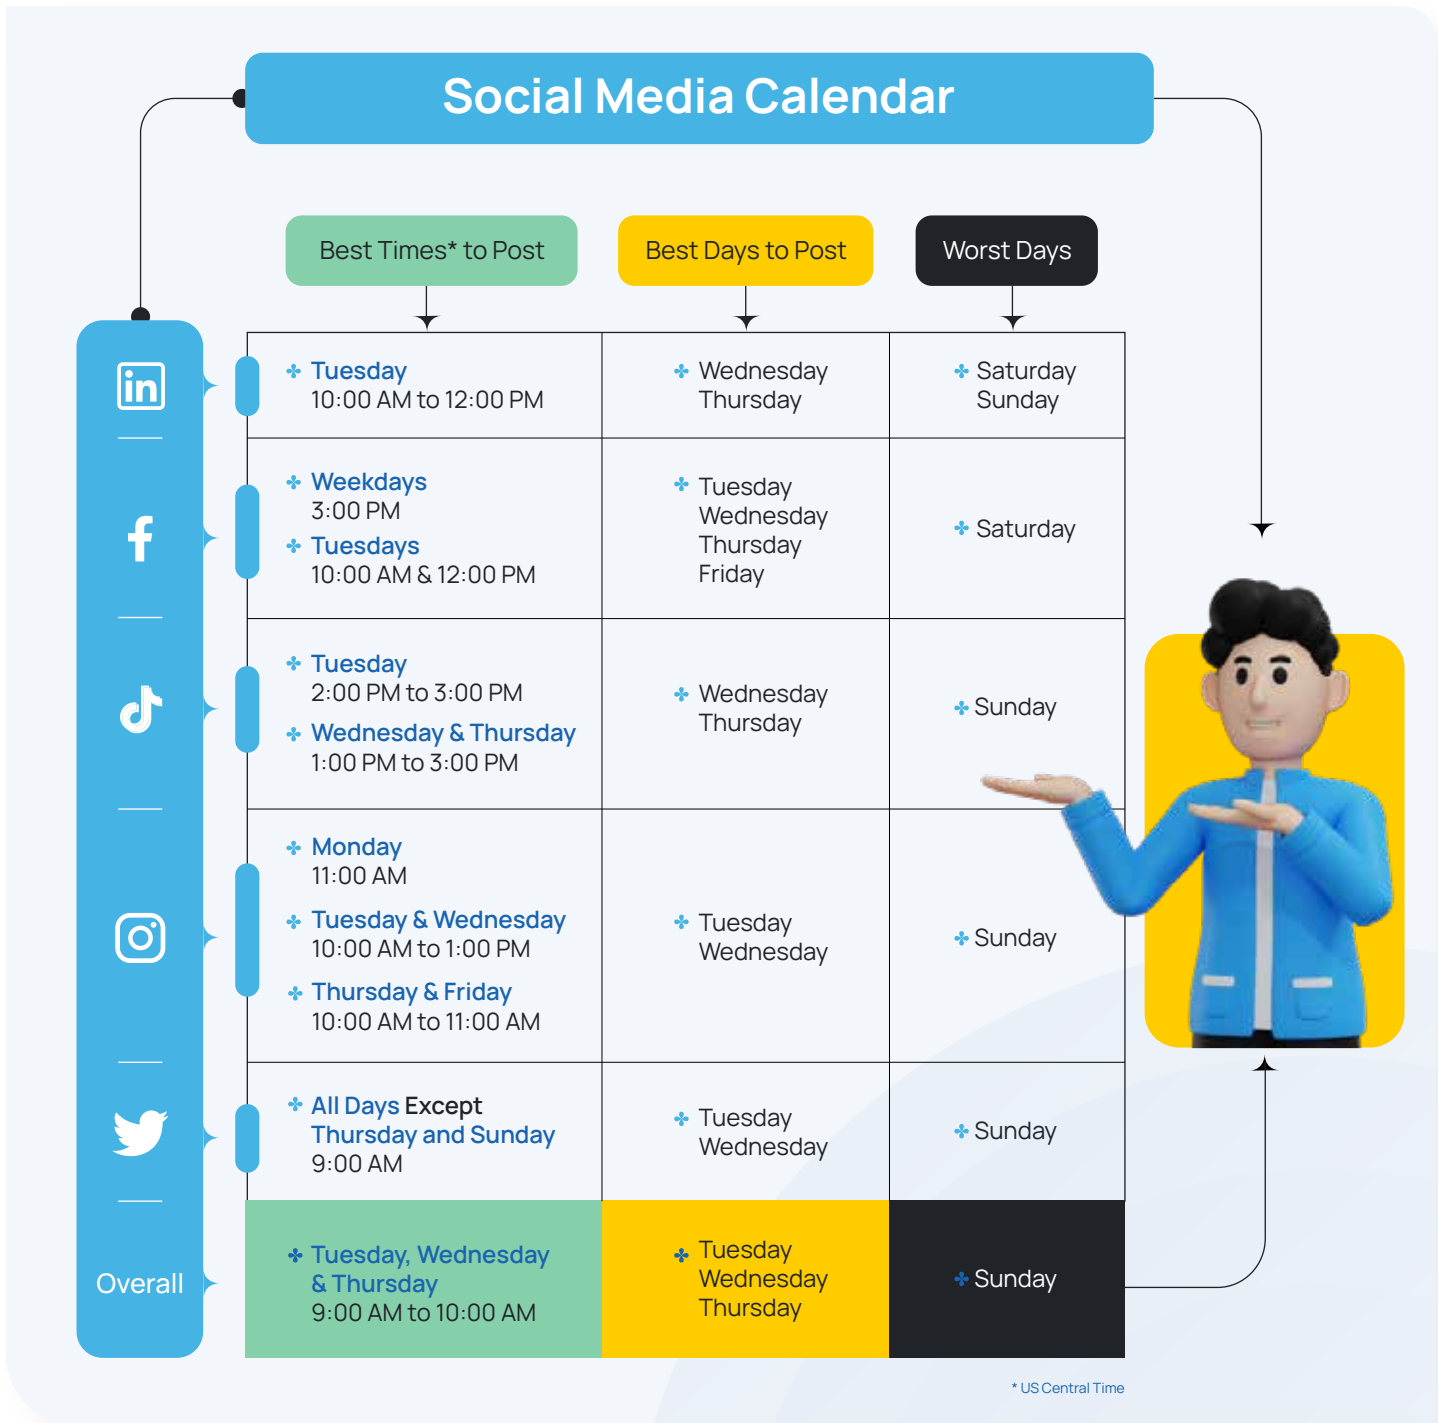 Social Media Calendar
Best Times* to Post
Best Days to Post
Worst Days
in
Tuesday
10:00 AM to 12:00 PM
Wednesday
Thursday
Saturday
Sunday
Weekdays
3:00 PM
Tuesdays
10:00 AM & 12:00 PM
Tuesday
Wednesday
Thursday
Friday
Saturday
Tuesday
2:00 PM to 3:00 PM
Wednesday & Thursday
1:00 PM to 3:00 PM
Wednesday
Thursday
Sunday
Monday
11:00 AM
Tuesday & Wednesday
10:00 AM to 1:00 PM
Thursday & Friday
10:00 AM to 11:00 AM
Tuesday
Wednesday
Sunday
All Days Except
Thursday and Sunday
9:00 AM
Tuesday
Wednesday
Sunday
Overall
Tuesday, Wednesday
& Thursday
9:00 AM to 10:00 AM
Tuesday
Wednesday
Thursday
Sunday
* US Central Time